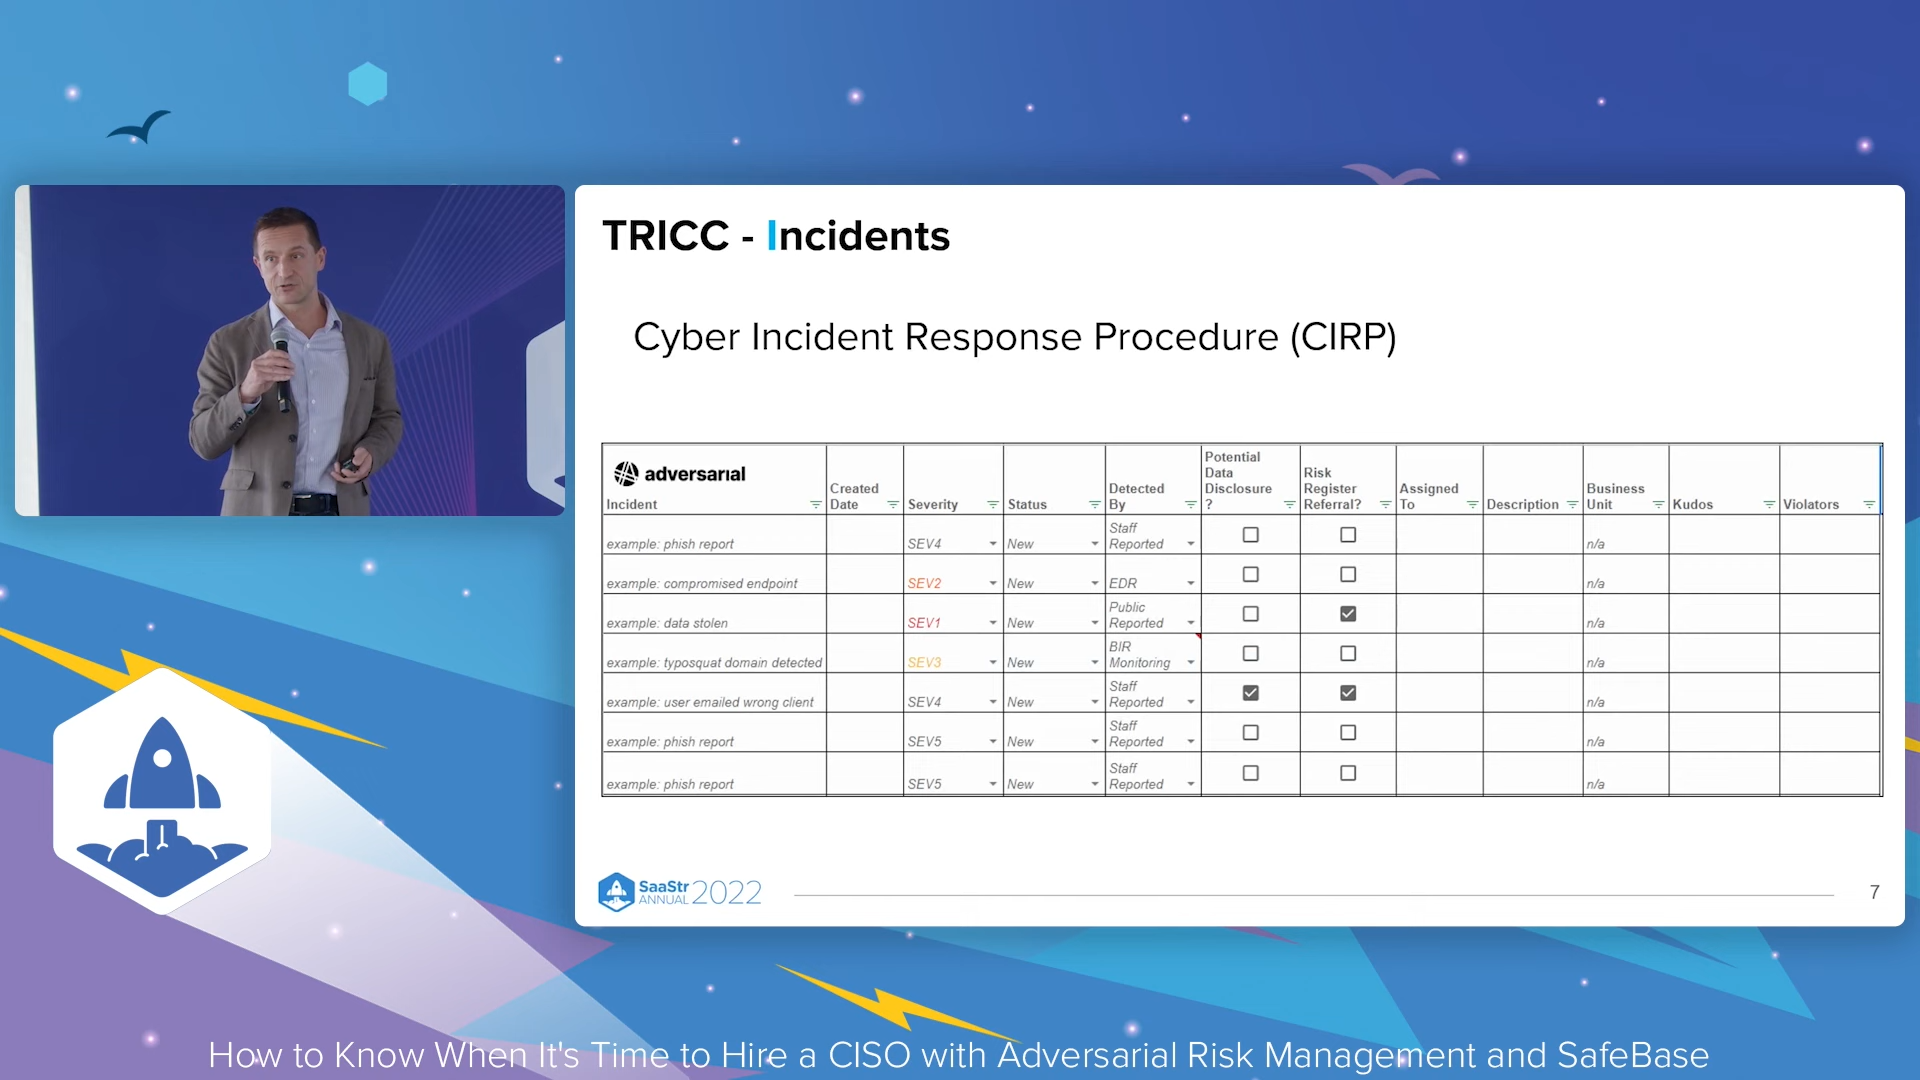 TRICC - Incidents
Cyber Incident Response Procedure (CIRP)
adversarial
Incident Created Date Severity Status Detected By Potential Data Disclosure ? Risk Register Referral? Assigned To Description Business Unit Kudos Violators
example: phish report SEV4 New Staff Reported n/a
example: compromised endpoint SEV2 New EDR n/a
example: data stolen SEV1 New Public Reported n/a
example: typosquat domain detected SEV3 New BIR Monitoring n/a
example: user emailed wrong client SEV4 New Staff Reported n/a
example: phish report SEV5 New Staff Reported n/a
example: phish report SEV5 New Staff Reported n/a
SaaStr ANNUAL 2022
7
How to Know When It's Time to Hire a CISO with Adversarial Risk Management and SafeBase